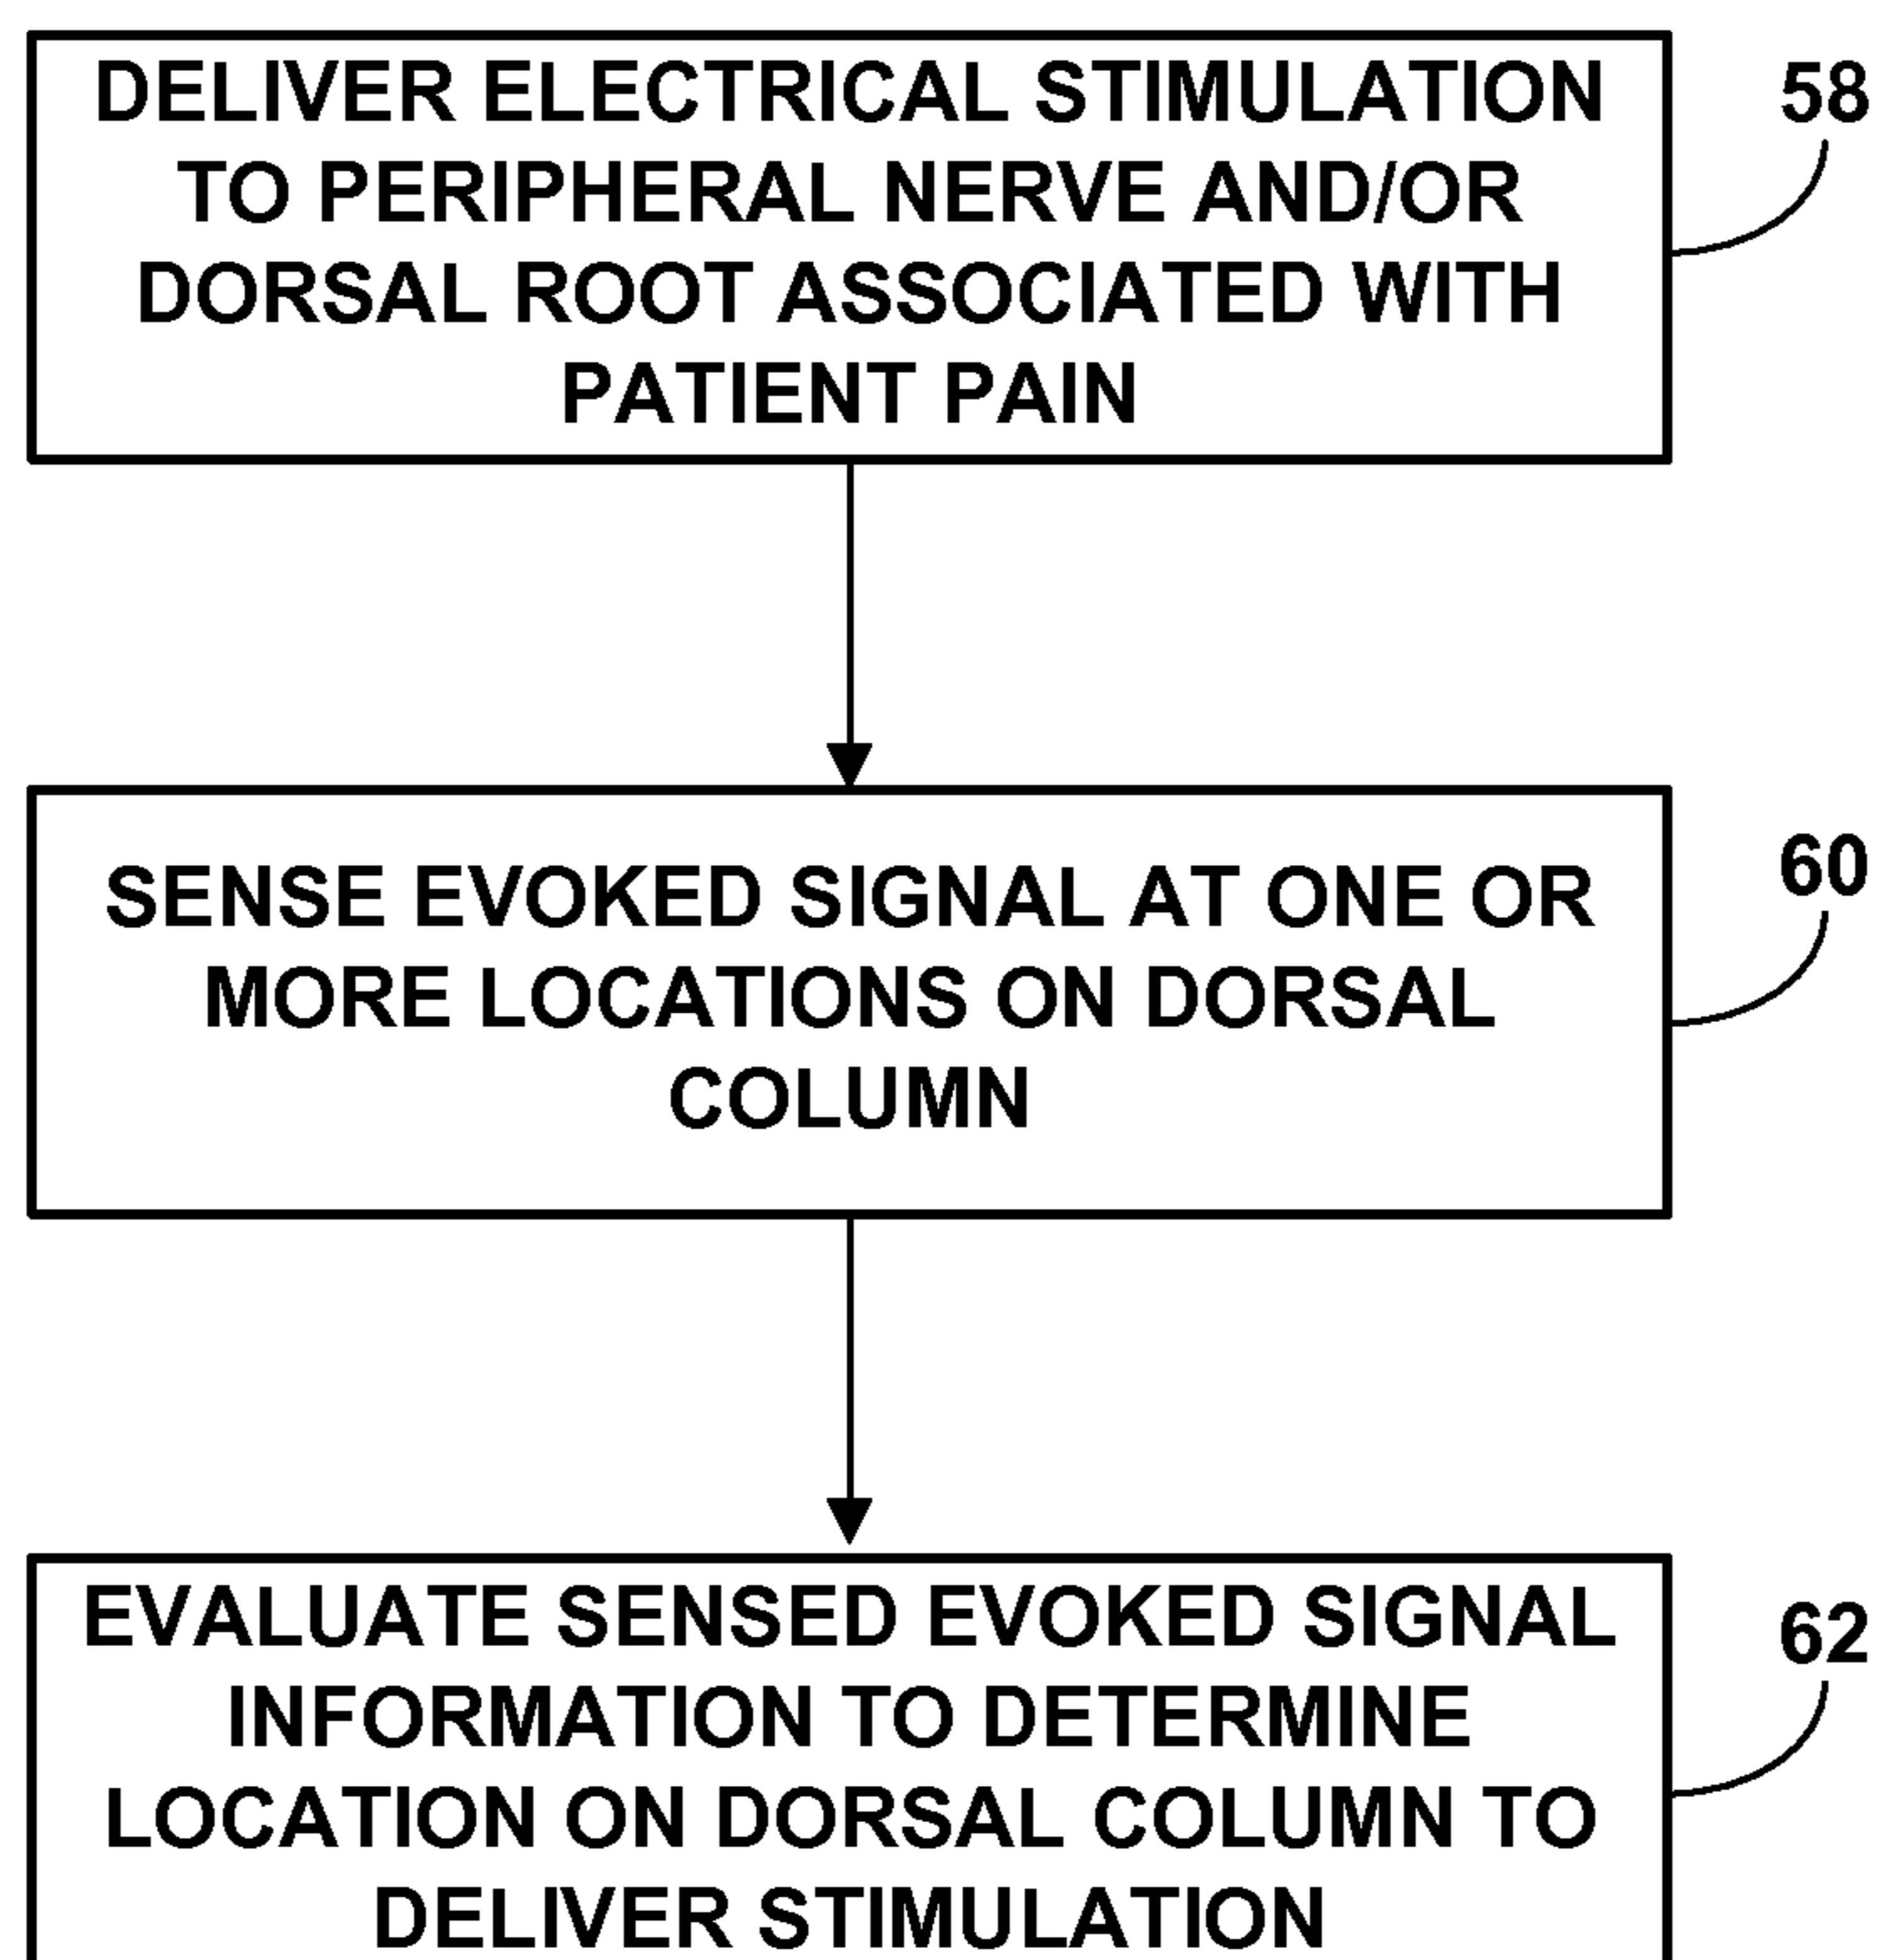 DELIVER ELECTRICAL STIMULATION
TO PERIPHERAL NERVE AND/OR
DORSAL ROOT ASSOCIATED WITH
PATIENT PAIN
58
SENSE EVOKED SIGNAL AT ONE OR
MORE LOCATIONS ON DORSAL
COLUMN
60
EVALUATE SENSED EVOKED SIGNAL
INFORMATION TO DETERMINE
LOCATION ON DORSAL COLUMN TO
DELIVER STIMULATION
62